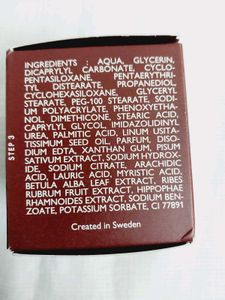 INGREDIENTS AQUA, GLYCERIN,
DICAPRYLYL CARBONATE, CYCLO-
PENTASILOXANE, PENTAERYTHRI-
TYL DISTEARATE, PROPANEDIOL,
CYCLOHEXASILOXANE, GLYCERYL
STEARATE, PEG-100 STEARATE, SODI-
UM POLYACRYLATE, PHENOXYETHA-
NOL, DIMETHICONE, STEARIC ACID,
CAPRYLYL GLYCOL, IMIDAZOLIDINYL
UREA, PALMITIC ACID, LINUM USITA-
TISSIMUM SEED OIL, PARFUM, DISO-
DIUM EDTA, XANTHAN GUM, PISUM
SATIVUM EXTRACT, SODIUM HYDROX-
IDE, SODIUM CITRATE, ARACHIDIC
ACID, LAURIC ACID, MYRISTIC ACID,
BETULA ALBA LEAF EXTRACT, RIBES
RUBRUM FRUIT EXTRACT, HIPPOPHAE
RHAMNOIDES EXTRACT, SODIUM BEN-
ZOATE, POTASSIUM SORBATE, CI 77891
Created in Sweden
STEP 3